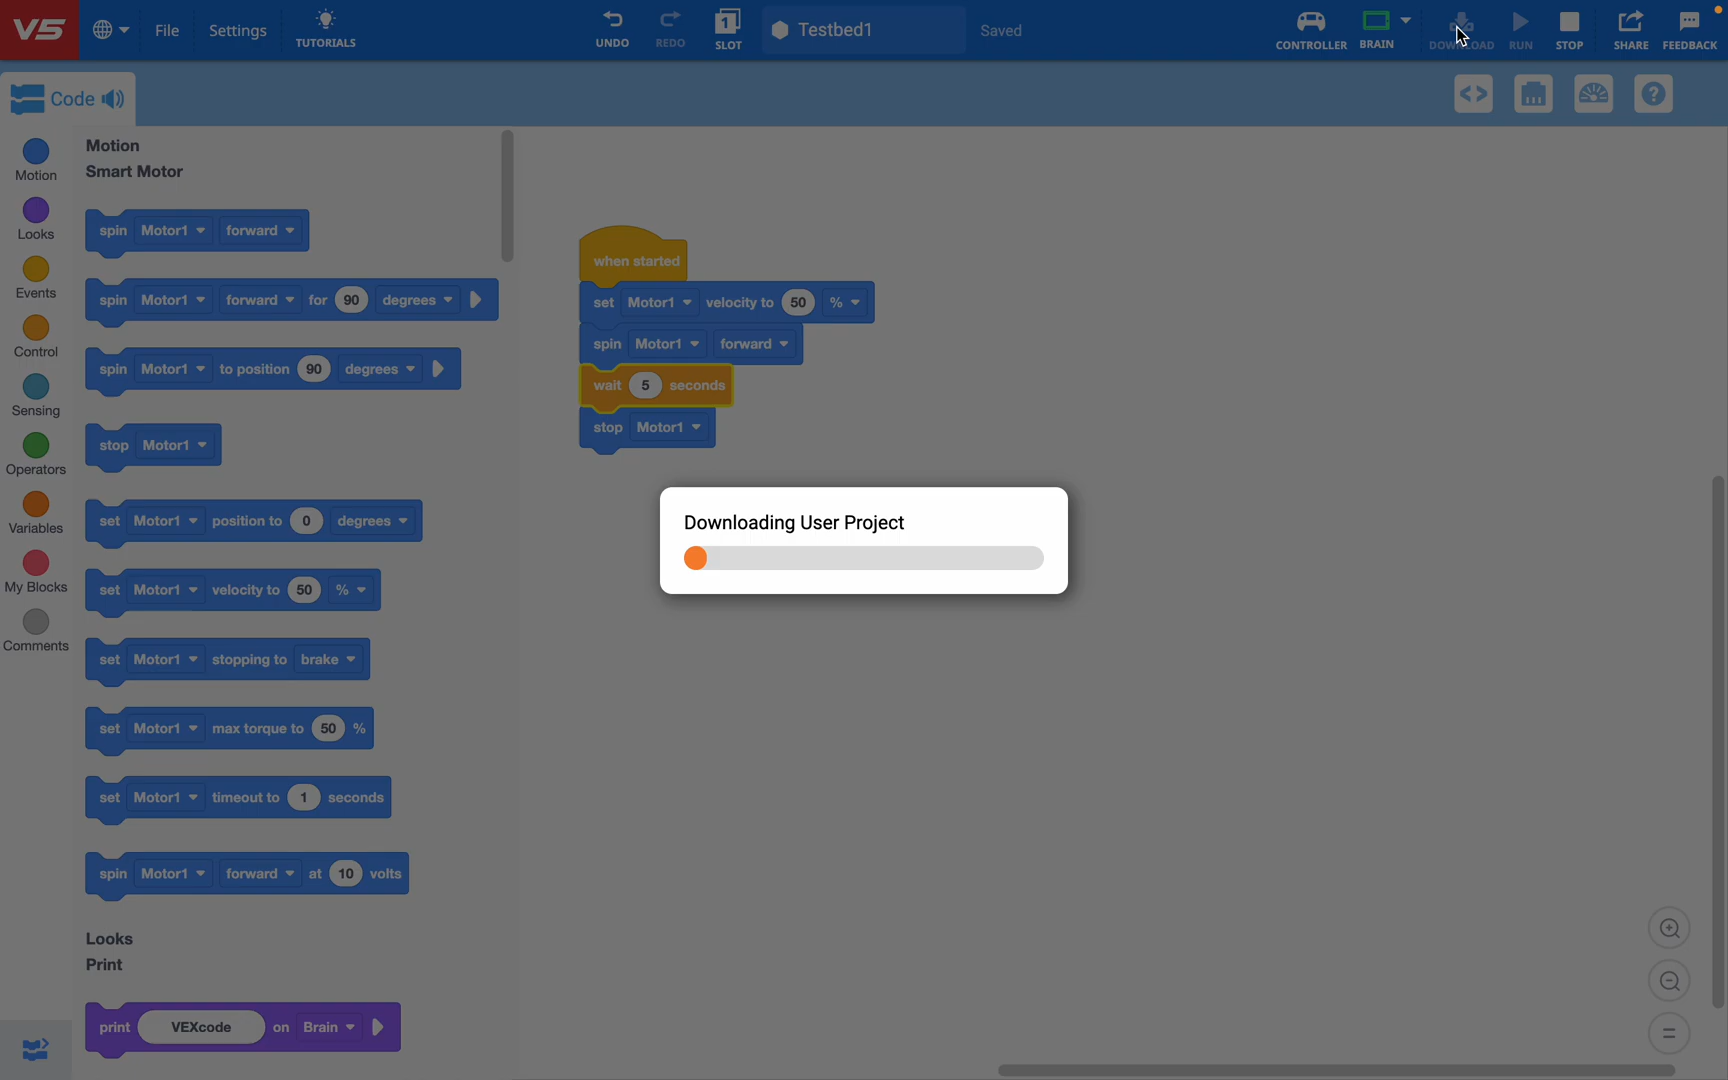 V5
File
Settings
TUTORIALS
UNDO
REDO
1
SLOT
Testbed1
Saved
CONTROLLER
BRAIN
DOWNLOAD
RUN
STOP
SHARE
FEEDBACK
Code
Motion
Looks
Events
Control
Sensing
Operators
Variables
My Blocks
Comments
Motion
Smart Motor
spin Motor1 forward
spin Motor1 forward for 90 degrees
spin Motor1 to position 90 degrees
stop Motor1
set Motor1 position to 0 degrees
set Motor1 velocity to 50 %
set Motor1 stopping to brake
set Motor1 max torque to 50 %
set Motor1 timeout to 1 seconds
spin Motor1 forward at 10 volts
Looks
Print
print VEXcode on Brain
when started
set Motor1 velocity to 50 %
spin Motor1 forward
wait 5 seconds
stop Motor1
Downloading User Project